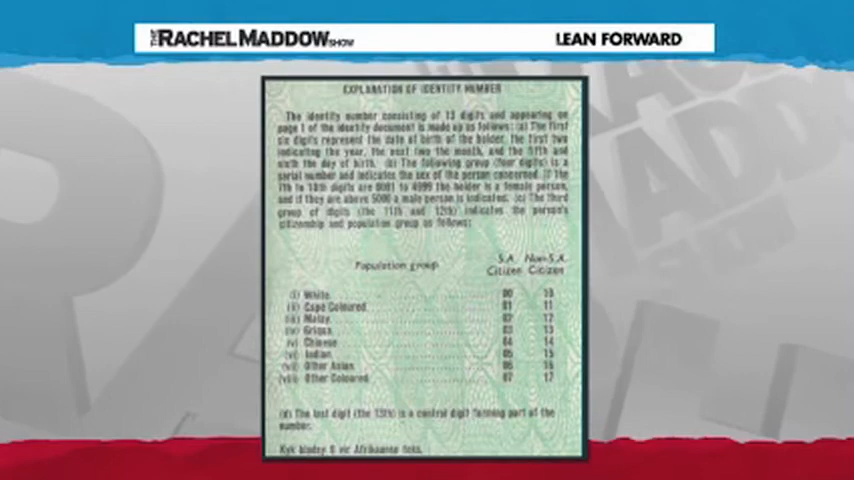 THE RACHEL MADDOW SHOW
LEAN FORWARD
EXPLANATION OF IDENTITY NUMBER
The identity number consisting of 13 digits and appearing on
page 1 of the identity document is made up as follows: (a) The first
six digits represent the date of birth of the holder, the first two
indicating the year, the next two the month, and the fifth and
sixth the day of birth. (b) The following group (four digits) is a
serial number and indicates the sex of the person concerned. If the
7th to 10th digits are 0001 to 4999 the holder is a female person,
and if they are above 5000 a male person is indicated. (c) The third
group of digits (the 11th and 12th) indicates the person's
citizenship and population group as follows:
Population group S.A. Citizen Non-S.A. Citizen
(i) White 00 10
(ii) Cape Coloured 01 11
(iii) Malay 02 12
(iv) Griqua 03 13
(v) Chinese 04 14
(vi) Indian 05 15
(vii) Other Asian 06 16
(viii) Other Coloured 07 17
(d) The last digit (the 13th) is a control digit forming part of the
number.
Kyk bladsy 8 vir Afrikaanse teks.